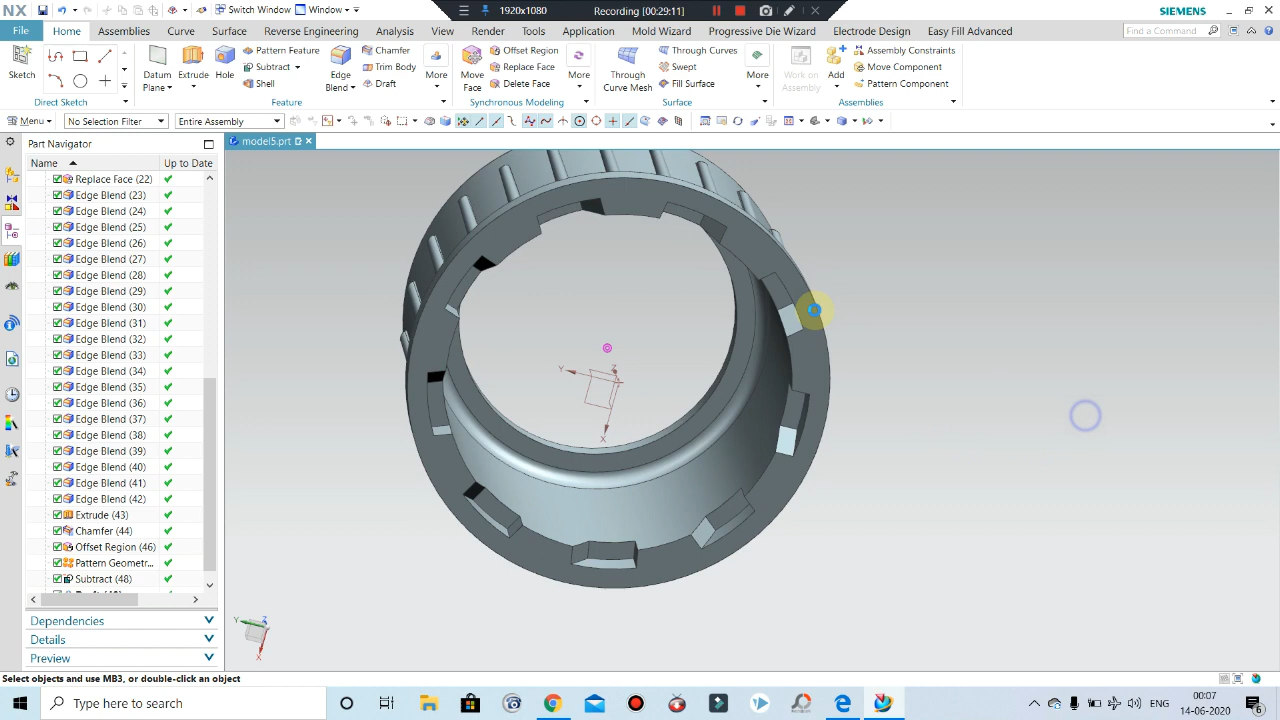 NX
Switch Window
Window
1920x1080
Recording [00:29:11]
SIEMENS
File
Home
Assemblies
Curve
Surface
Reverse Engineering
Analysis
View
Render
Tools
Application
Mold Wizard
Progressive Die Wizard
Electrode Design
Easy Fill Advanced
Find a Command
Sketch
Direct Sketch
Datum Plane
Extrude
Hole
Pattern Feature
Subtract
Shell
Edge Blend
Chamfer
Trim Body
Draft
More
Feature
Move Face
Offset Region
Replace Face
Delete Face
More
Synchronous Modeling
Through Curve Mesh
Through Curves
Swept
Fill Surface
More
Surface
Work on Assembly
Add
Assembly Constraits
Move Component
Pattern Component
Assemblies
Menu
No Selection Filter
Entire Assembly
Part Navigator
model5.prt
Name
Up to Date
Replace Face (22)
Edge Blend (23)
Edge Blend (24)
Edge Blend (25)
Edge Blend (26)
Edge Blend (27)
Edge Blend (28)
Edge Blend (29)
Edge Blend (30)
Edge Blend (31)
Edge Blend (32)
Edge Blend (33)
Edge Blend (34)
Edge Blend (35)
Edge Blend (36)
Edge Blend (37)
Edge Blend (38)
Edge Blend (39)
Edge Blend (40)
Edge Blend (41)
Edge Blend (42)
Extrude (43)
Chamfer (44)
Offset Region (46)
Pattern Geometr...
Subtract (48)
Dependencies
Details
Preview
Y
Z
X
Y
Z
X
Select objects and use MB3, or double-click an object
Type here to search
ENG
00:07
14-06-2020
6